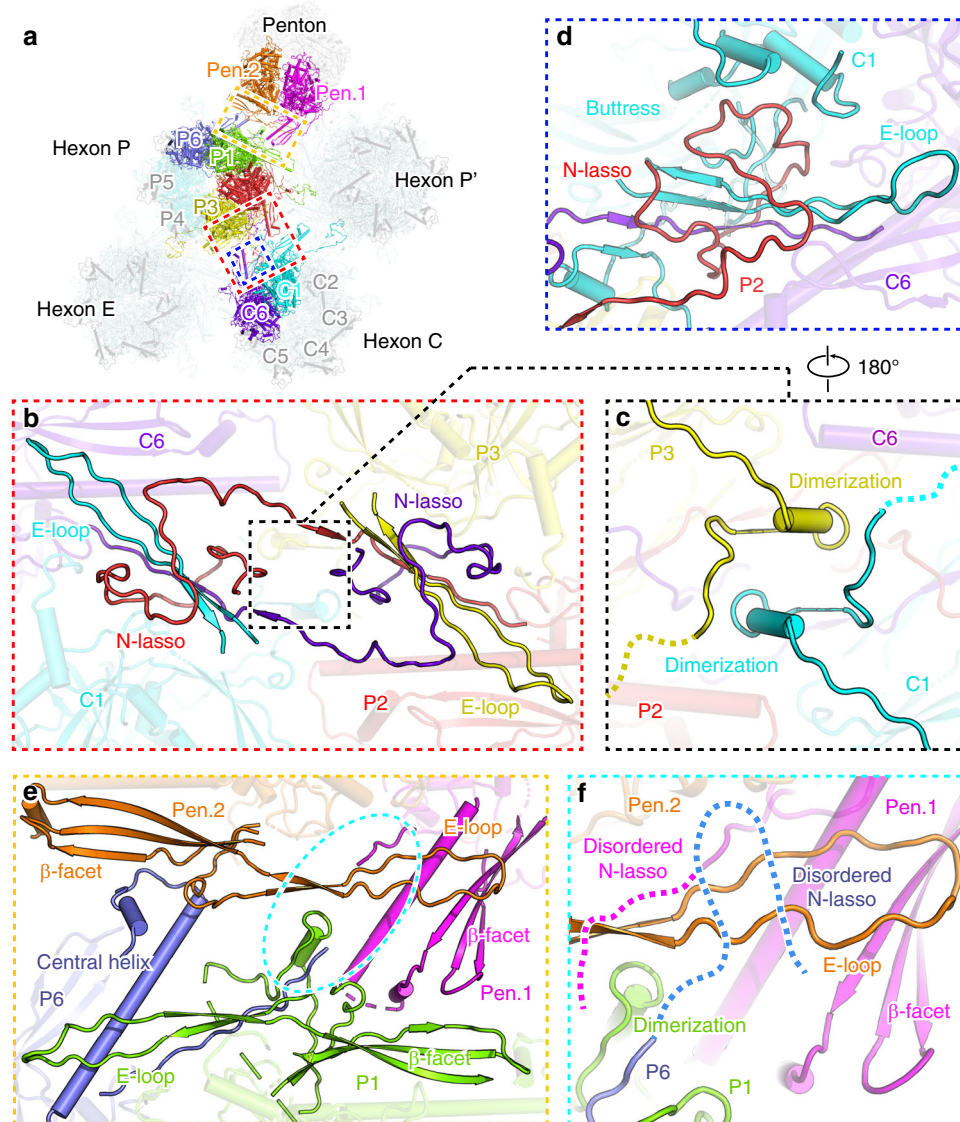 a
Penton
Pen.2
Pen.1
Hexon P
P6
P1
P5
P4
P3
Hexon P'
Hexon E
C1
C2
C6
C3
C5
C4
Hexon C
d
C1
Buttress
E-loop
N-lasso
P2
C6
180°
b
C6
P3
E-loop
N-lasso
N-lasso
C1
P2
E-loop
c
C6
P3
Dimerization
Dimerization
C1
P2
e
Pen.2
E-loop
β-facet
Central helix
P6
β-facet
Pen.1
E-loop
P1
β-facet
f
Pen.2
Pen.1
Disordered
N-lasso
Disordered
N-lasso
E-loop
β-facet
Dimerization
P6
P1